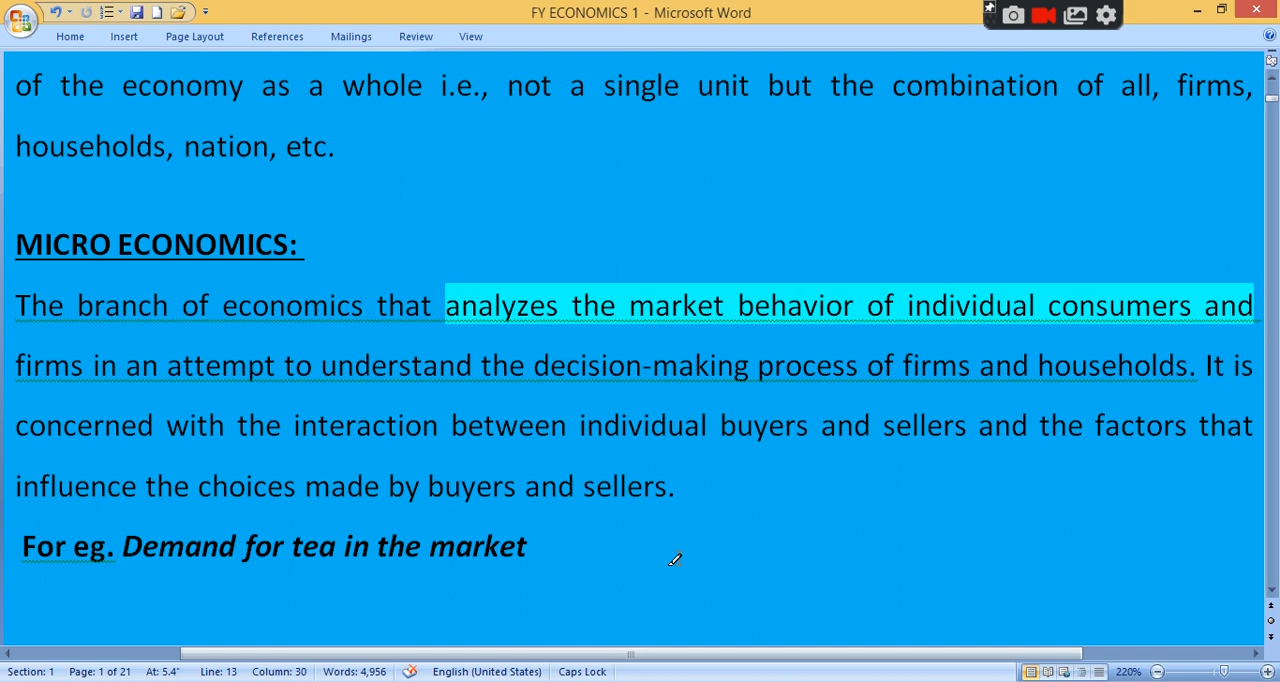 FY ECONOMICS 1 - Microsoft Word
Home Insert Page Layout References Mailings Review View
of the economy as a whole i.e., not a single unit but the combination of all, firms,
households, nation, etc.
MICRO ECONOMICS:
The branch of economics that analyzes the market behavior of individual consumers and
firms in an attempt to understand the decision-making process of firms and households. It is
concerned with the interaction between individual buyers and sellers and the factors that
influence the choices made by buyers and sellers.
For eg. Demand for tea in the market
Section: 1 Page: 1 of 21 At: 5.4" Line: 13 Column: 30 Words: 4,956 English (United States) Caps Lock 220%